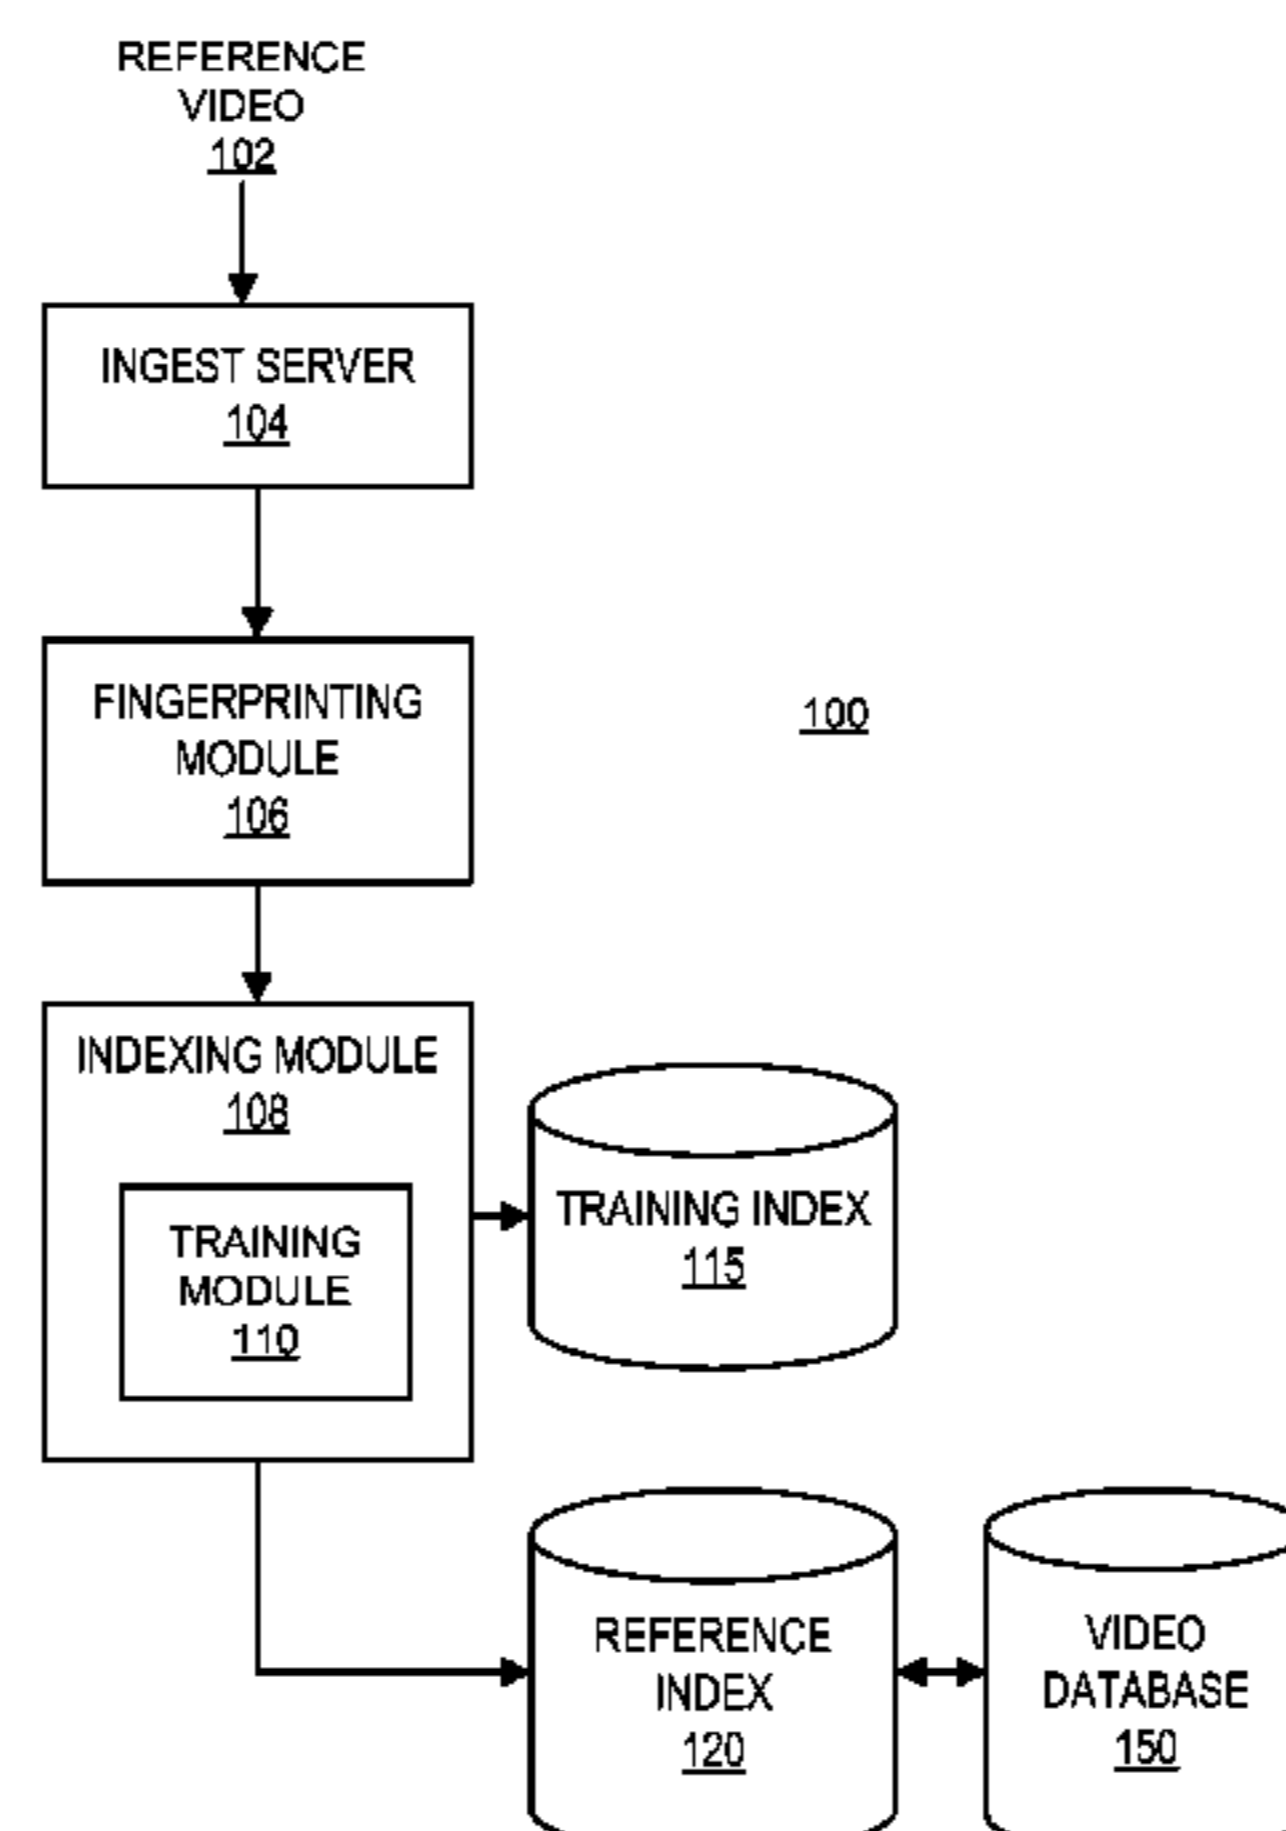 REFERENCE
VIDEO
102
INGEST SERVER
104
FINGERPRINTING
MODULE
106
100
INDEXING MODULE
108
TRAINING
MODULE
110
TRAINING INDEX
115
REFERENCE
INDEX
120
VIDEO
DATABASE
150